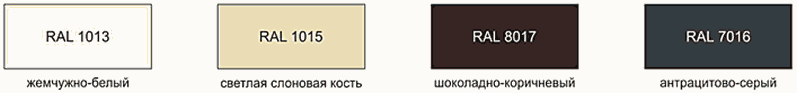 RAL 1013 RAL 1015 RAL 8017 RAL 7016
жемчужно-белый светлая слоновая кость шоколадно-коричневый антрацитово-серый